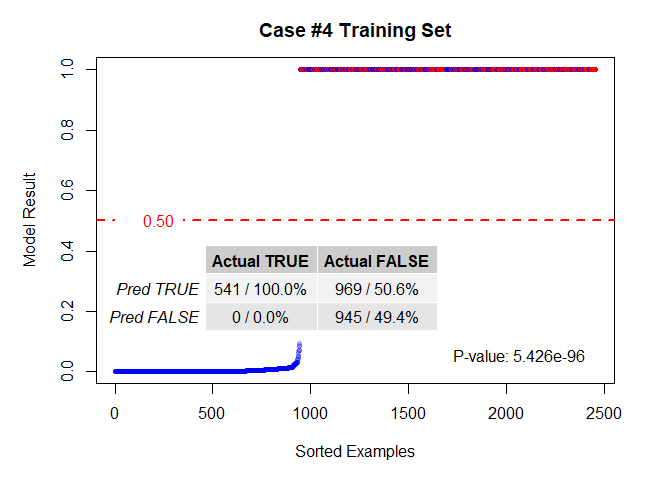 Case #4 Training Set
Model Result
1.0
0.8
0.6
0.4
0.2
0.0
0.50
Actual TRUE Actual FALSE
Pred TRUE 541 / 100.0% 969 / 50.6%
Pred FALSE 0 / 0.0% 945 / 49.4%
P-value: 5.426e-96
0 500 1000 1500 2000 2500
Sorted Examples